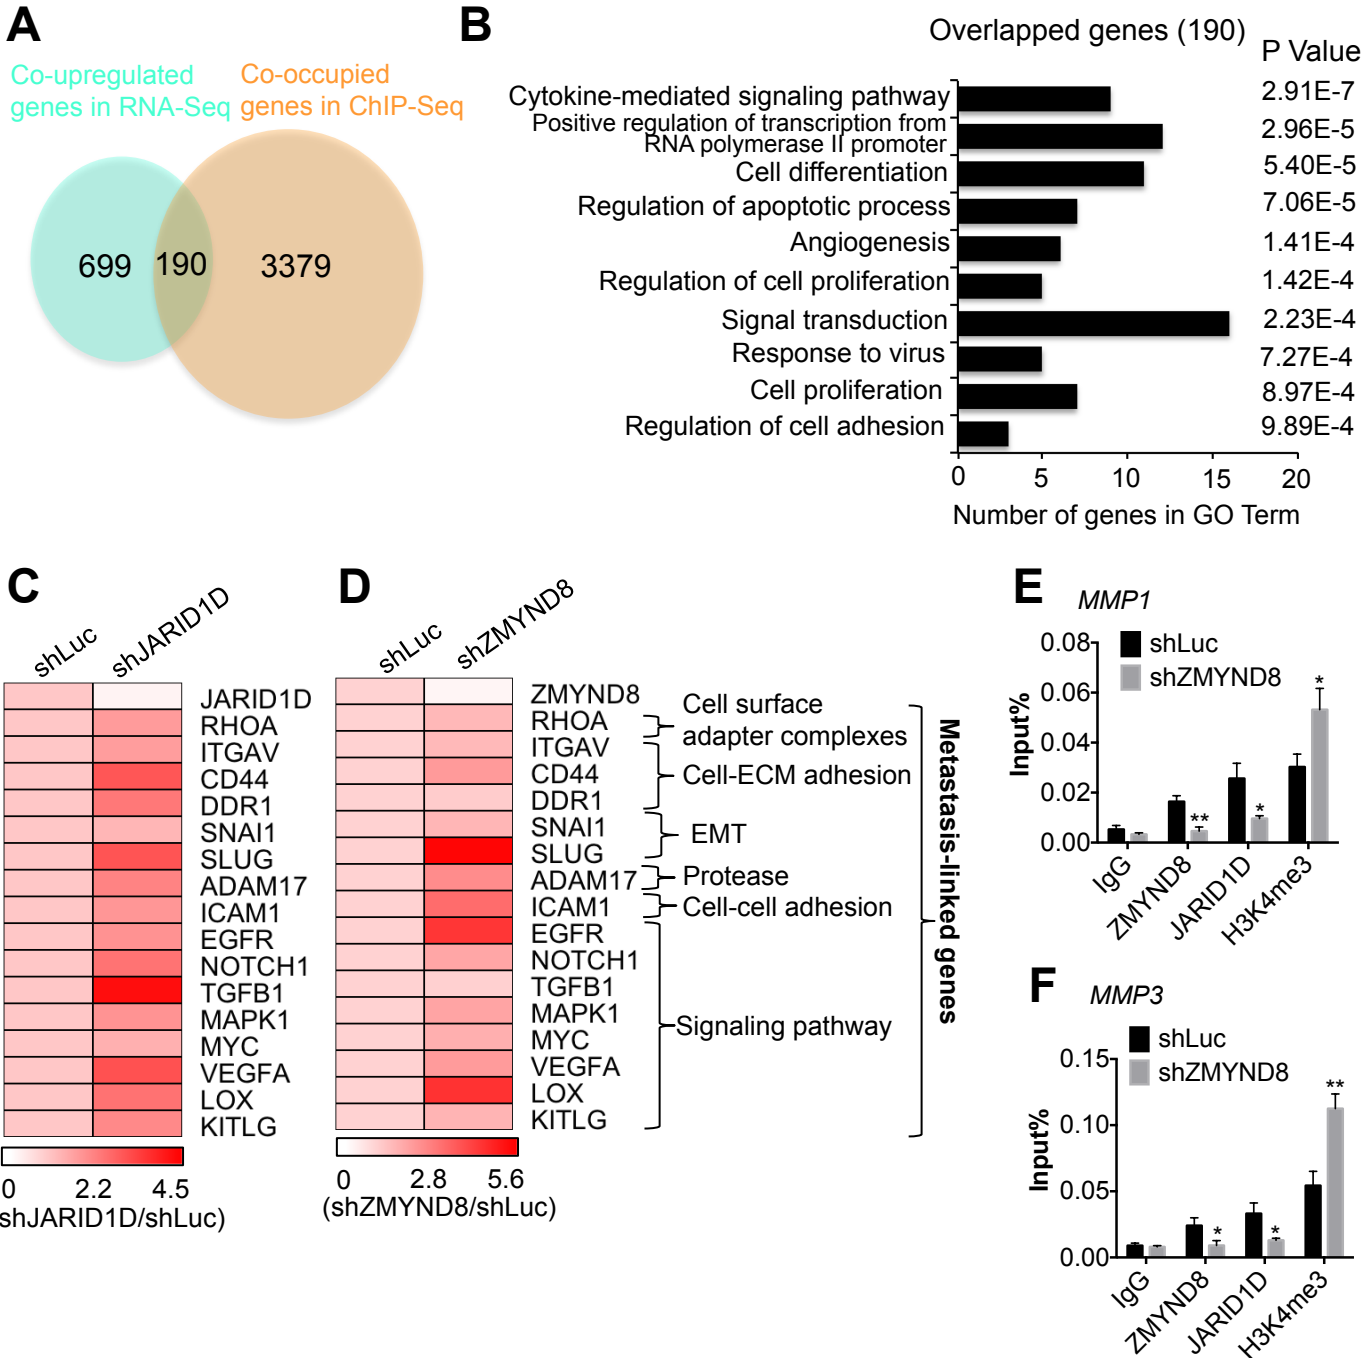 A
Co-upregulated
genes in RNA-Seq
Co-occupied
genes in ChIP-Seq
699
190
3379
B
Overlapped genes (190)
P Value
Cytokine-mediated signaling pathway
2.91E-7
Positive regulation of transcription from
RNA polymerase II promoter
2.96E-5
Cell differentiation
5.40E-5
Regulation of apoptotic process
7.06E-5
Angiogenesis
1.41E-4
Regulation of cell proliferation
1.42E-4
Signal transduction
2.23E-4
Response to virus
7.27E-4
Cell proliferation
8.97E-4
Regulation of cell adhesion
9.89E-4
0 5 10 15 20
Number of genes in GO Term
C
shLuc
shJARID1D
JARID1D
RHOA
ITGAV
CD44
DDR1
SNAI1
SLUG
ADAM17
ICAM1
EGFR
NOTCH1
TGFB1
MAPK1
MYC
VEGFA
LOX
KITLG
0 2.2 4.5
shJARID1D/shLuc)
D
shLuc
shZMYND8
ZMYND8
RHOA
ITGAV
CD44
DDR1
SNAI1
SLUG
ADAM17
ICAM1
EGFR
NOTCH1
TGFB1
MAPK1
MYC
VEGFA
LOX
KITLG
0 2.8 5.6
(shZMYND8/shLuc)
Cell surface
adapter complexes
Cell-ECM adhesion
EMT
Protease
Cell-cell adhesion
Signaling pathway
Metastasis-linked genes
E
MMP1
shLuc
shZMYND8
Input%
0.08
0.06
0.04
0.02
0.00
**
*
*
IgG
ZMYND8
JARID1D
H3K4me3
F
MMP3
shLuc
shZMYND8
Input%
0.15
0.10
0.05
0.00
*
*
**
IgG
ZMYND8
JARID1D
H3K4me3